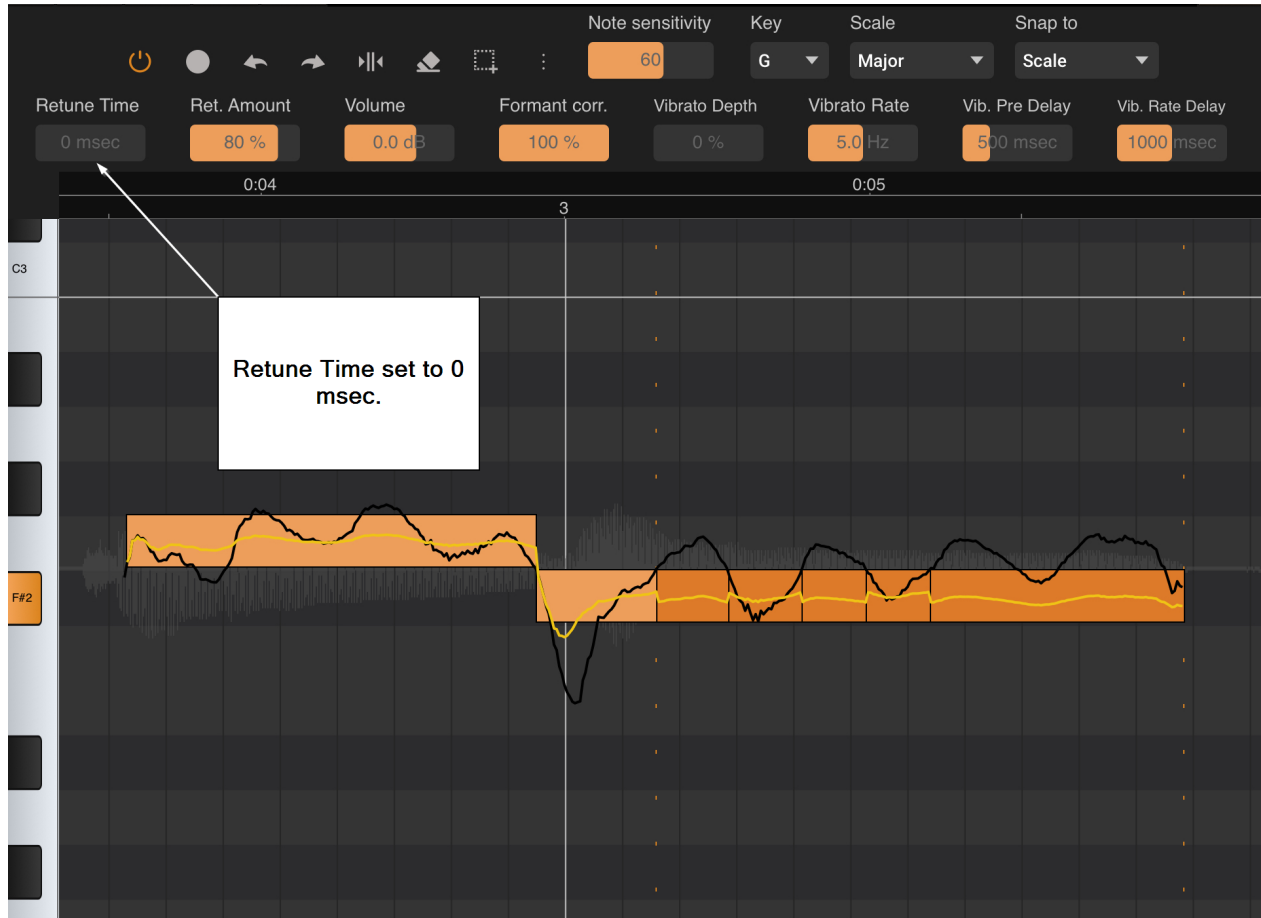 Note sensitivity Key Scale Snap to
60 G Major Scale
Retune Time Ret. Amount Volume Formant corr. Vibrato Depth Vibrato Rate Vib. Pre Delay Vib. Rate Delay
0 msec 80 % 0.0 dB 100 % 0 % 5.0 Hz 500 msec 1000 msec
0:04 0:05
3
C3
Retune Time set to 0
msec.
F#2